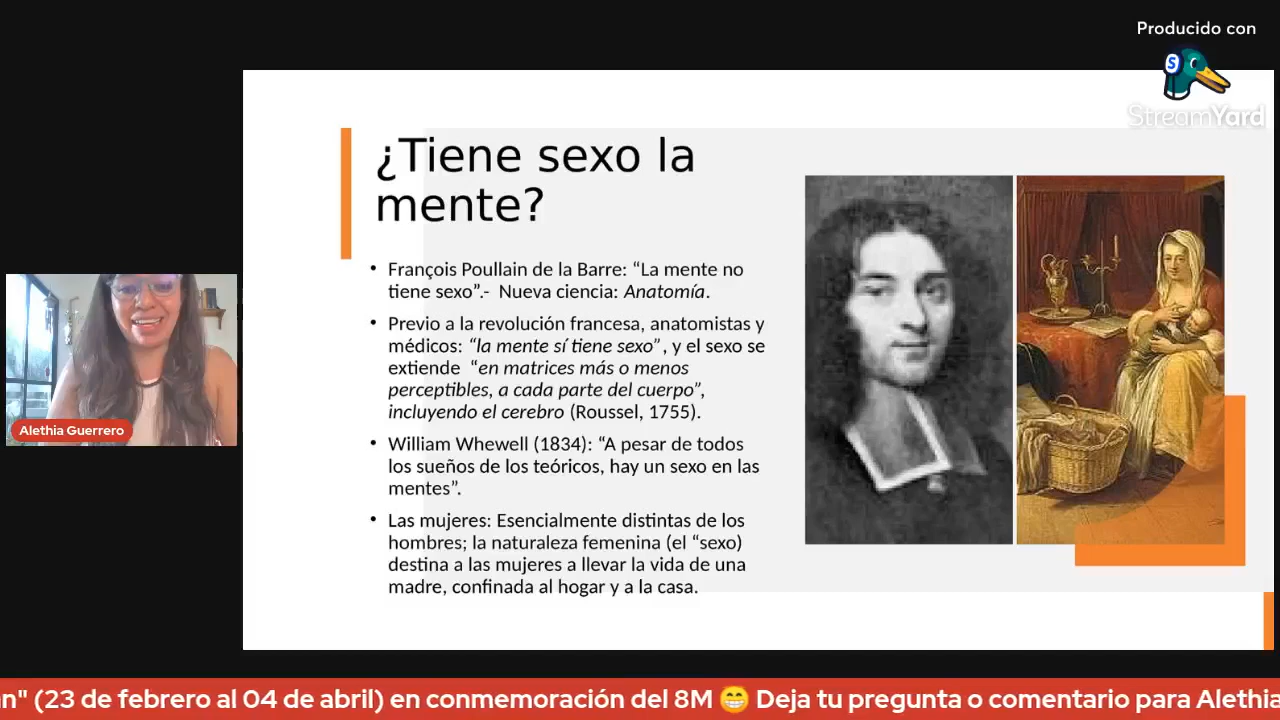 Producido con
StreamYard
¿Tiene sexo la
mente?
• François Poullain de la Barre: “La mente no
tiene sexo”.- Nueva ciencia: Anatomía.
• Previo a la revolución francesa, anatomistas y
médicos: “la mente sí tiene sexo”, y el sexo se
extiende “en matrices más o menos
perceptibles, a cada parte del cuerpo”,
incluyendo el cerebro (Roussel, 1755).
• William Whewell (1834): “A pesar de todos
los sueños de los teóricos, hay un sexo en las
mentes”.
• Las mujeres: Esencialmente distintas de los
hombres; la naturaleza femenina (el “sexo)
destina a las mujeres a llevar la vida de una
madre, confinada al hogar y a la casa.
Alethia Guerrero
n" (23 de febrero al 04 de abril) en conmemoración del 8M 😁 Deja tu pregunta o comentario para Alethia